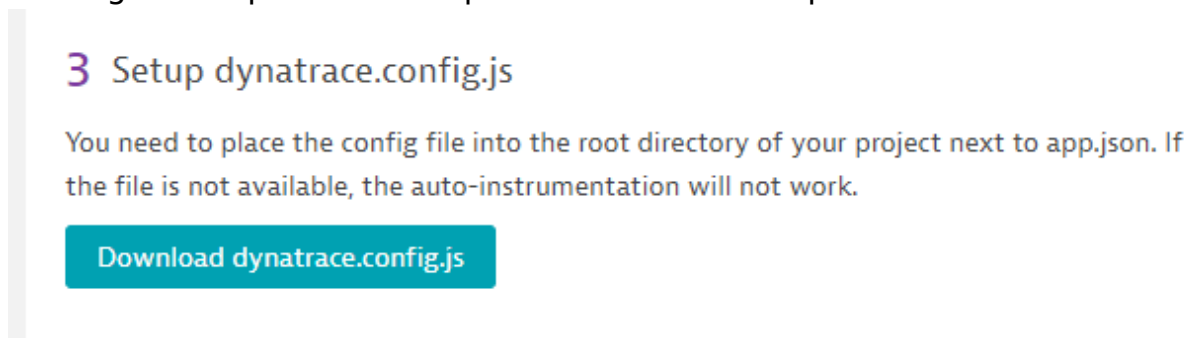 3 Setup dynatrace.config.js
You need to place the config file into the root directory of your project next to app.json. If
the file is not available, the auto-instrumentation will not work.
Download dynatrace.config.js